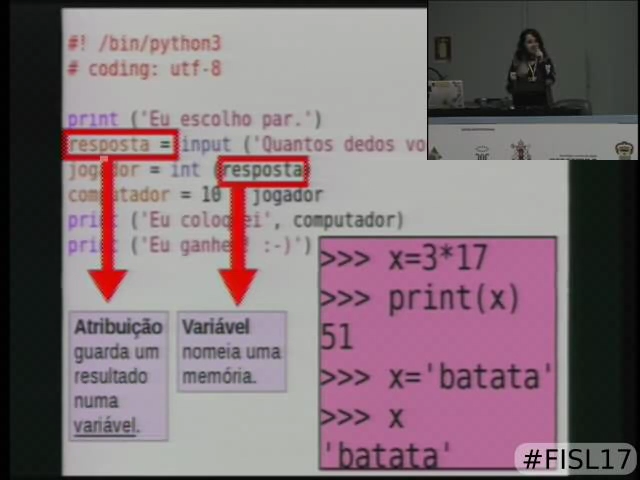 #! /bin/python3
# coding: utf-8
print ('Eu escolho par.')
resposta = input ('Quantos dedos vo
jogador = int (resposta)
computador = 10 jogador
print ('Eu coloquei', computador)
print ('Eu ganhei! :-)')
Atribuição
guarda um
resultado
numa
variável.
Variável
nomeia uma
memória.
>>> x=3*17
>>> print(x)
51
>>> x='batata'
>>> x
'batata'
#FISL17